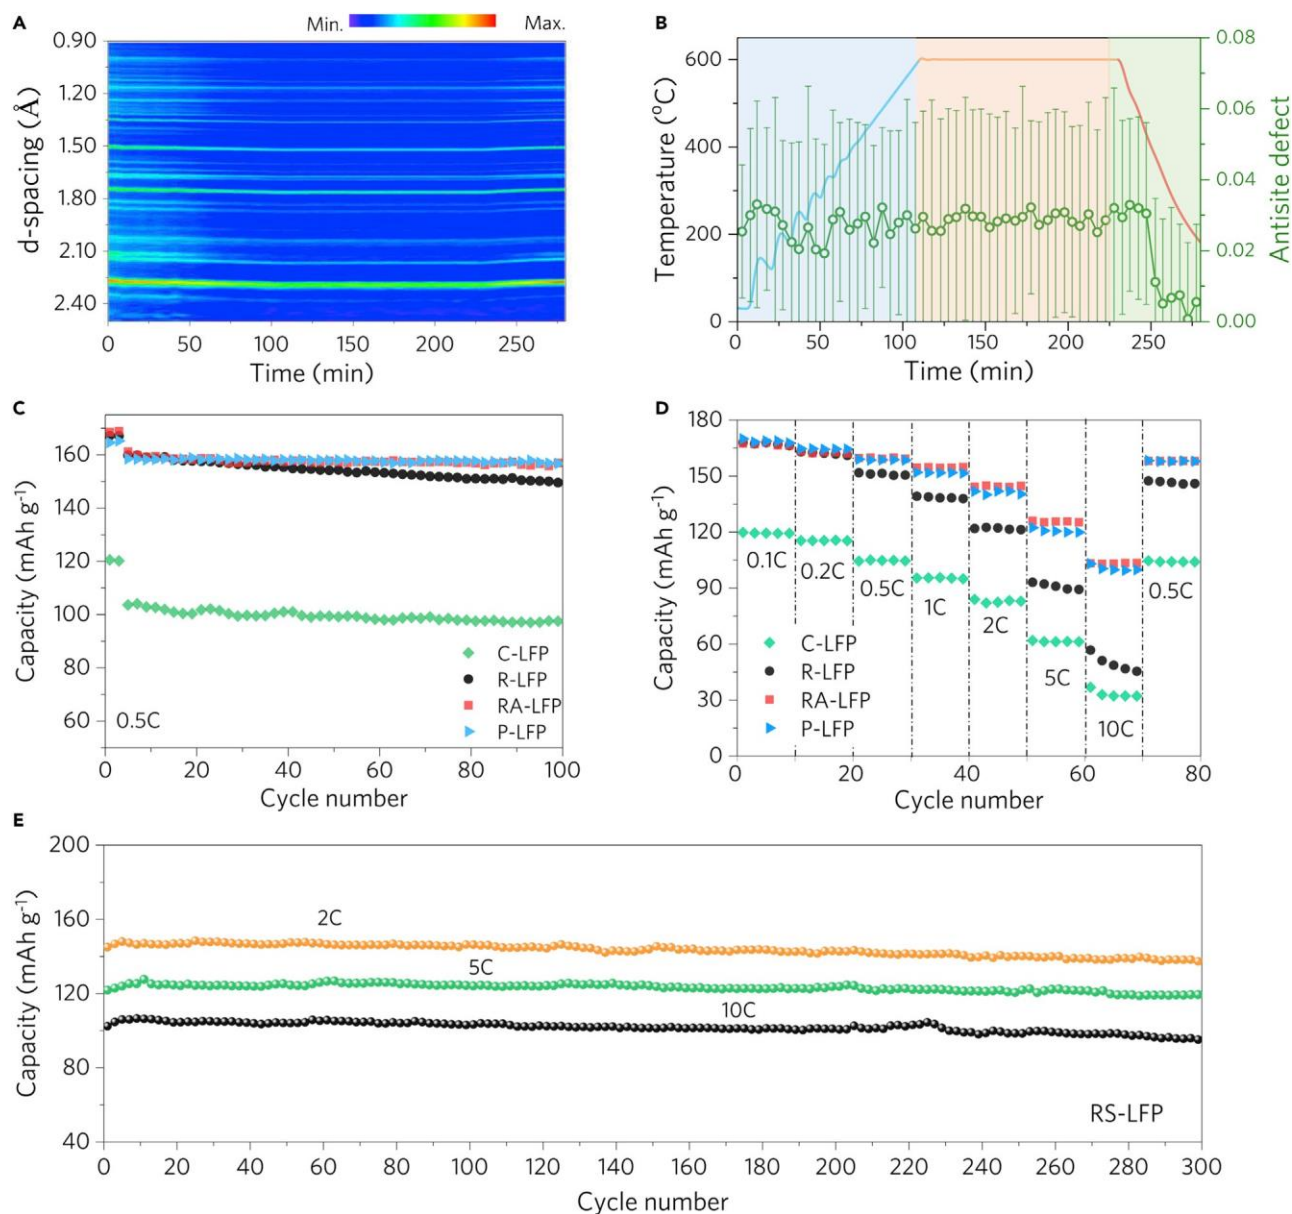 A
Min.
Max.
0.90
1.20
1.50
1.80
2.10
2.40
d-spacing (Å)
0 50 100 150 200 250
Time (min)
B
600
400
200
0
Temperature (°C)
0.08
0.06
0.04
0.02
0.00
Antisite defect
0 50 100 150 200 250
Time (min)
C
160
140
120
100
80
60
Capacity (mAh g⁻¹)
C-LFP
R-LFP
RA-LFP
P-LFP
0.5C
0 20 40 60 80 100
Cycle number
D
180
150
120
90
60
30
0
Capacity (mAh g⁻¹)
0.1C
0.2C
0.5C
1C
2C
5C
10C
0.5C
C-LFP
R-LFP
RA-LFP
P-LFP
0 20 40 60 80
Cycle number
E
200
160
120
80
40
Capacity (mAh g⁻¹)
2C
5C
10C
RS-LFP
0 20 40 60 80 100 120 140 160 180 200 220 240 260 280 300
Cycle number